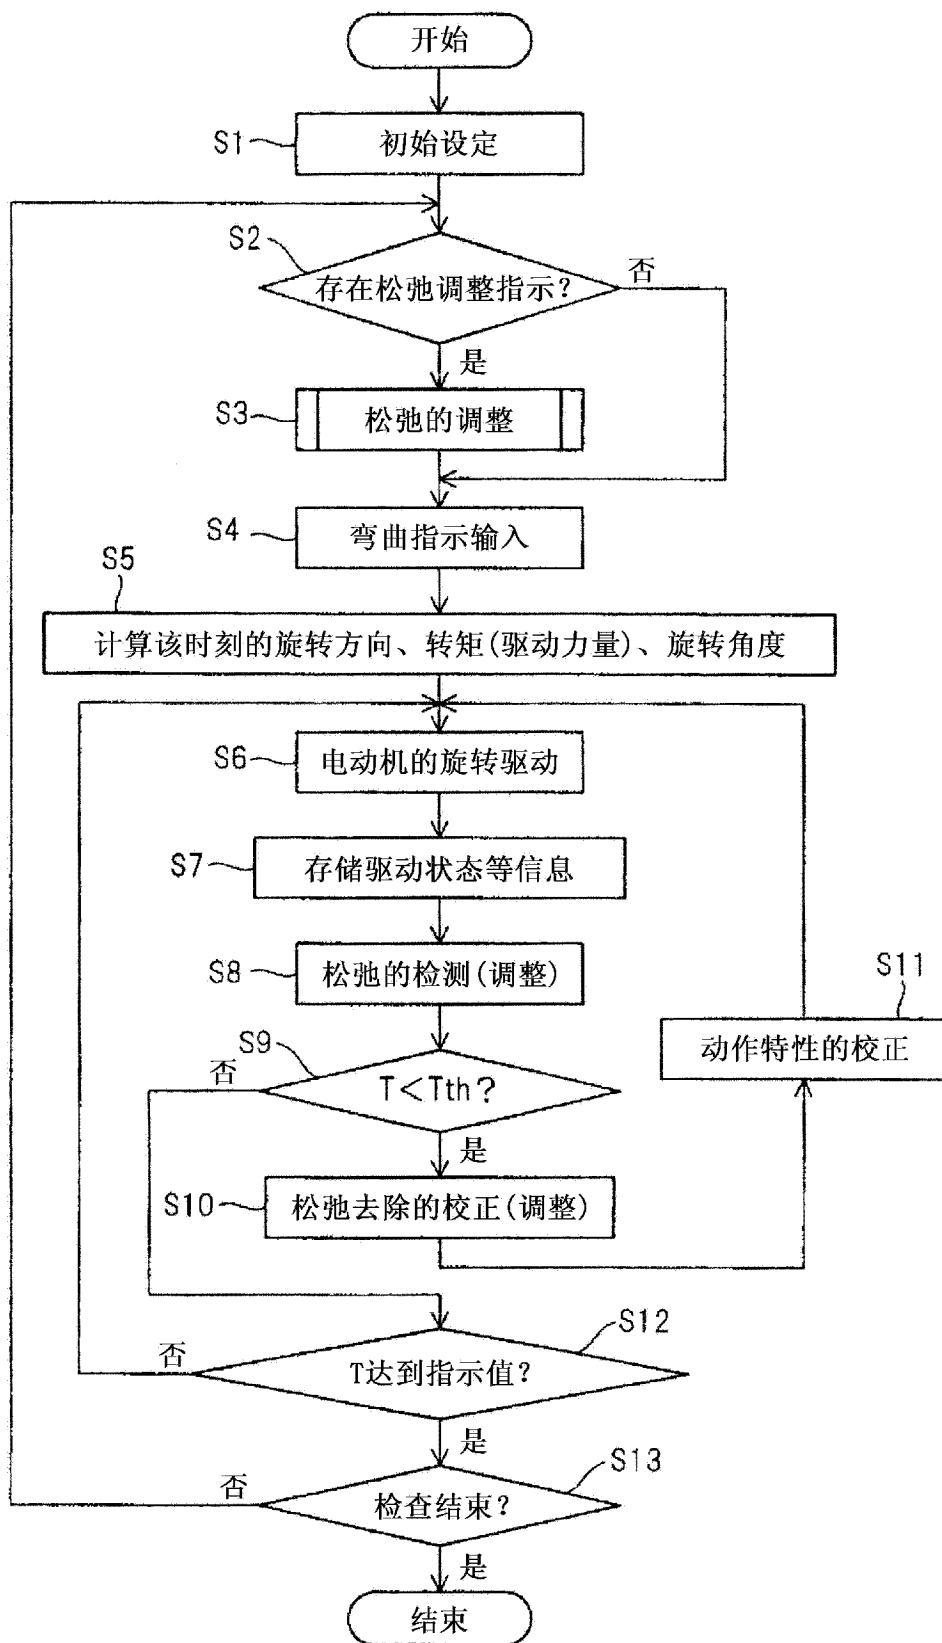 开始
S1
初始设定
S2
存在松弛调整指示？
否
是
S3
松弛的调整
S4
弯曲指示输入
S5
计算该时刻的旋转方向、转矩(驱动力量)、旋转角度
S6
电动机的旋转驱动
S7
存储驱动状态等信息
S8
松弛的检测(调整)
S11
动作特性的校正
S9
否
T＜Tth？
是
S10
松弛去除的校正(调整)
S12
否
T达到指示值？
是
S13
否
检查结束？
是
结束